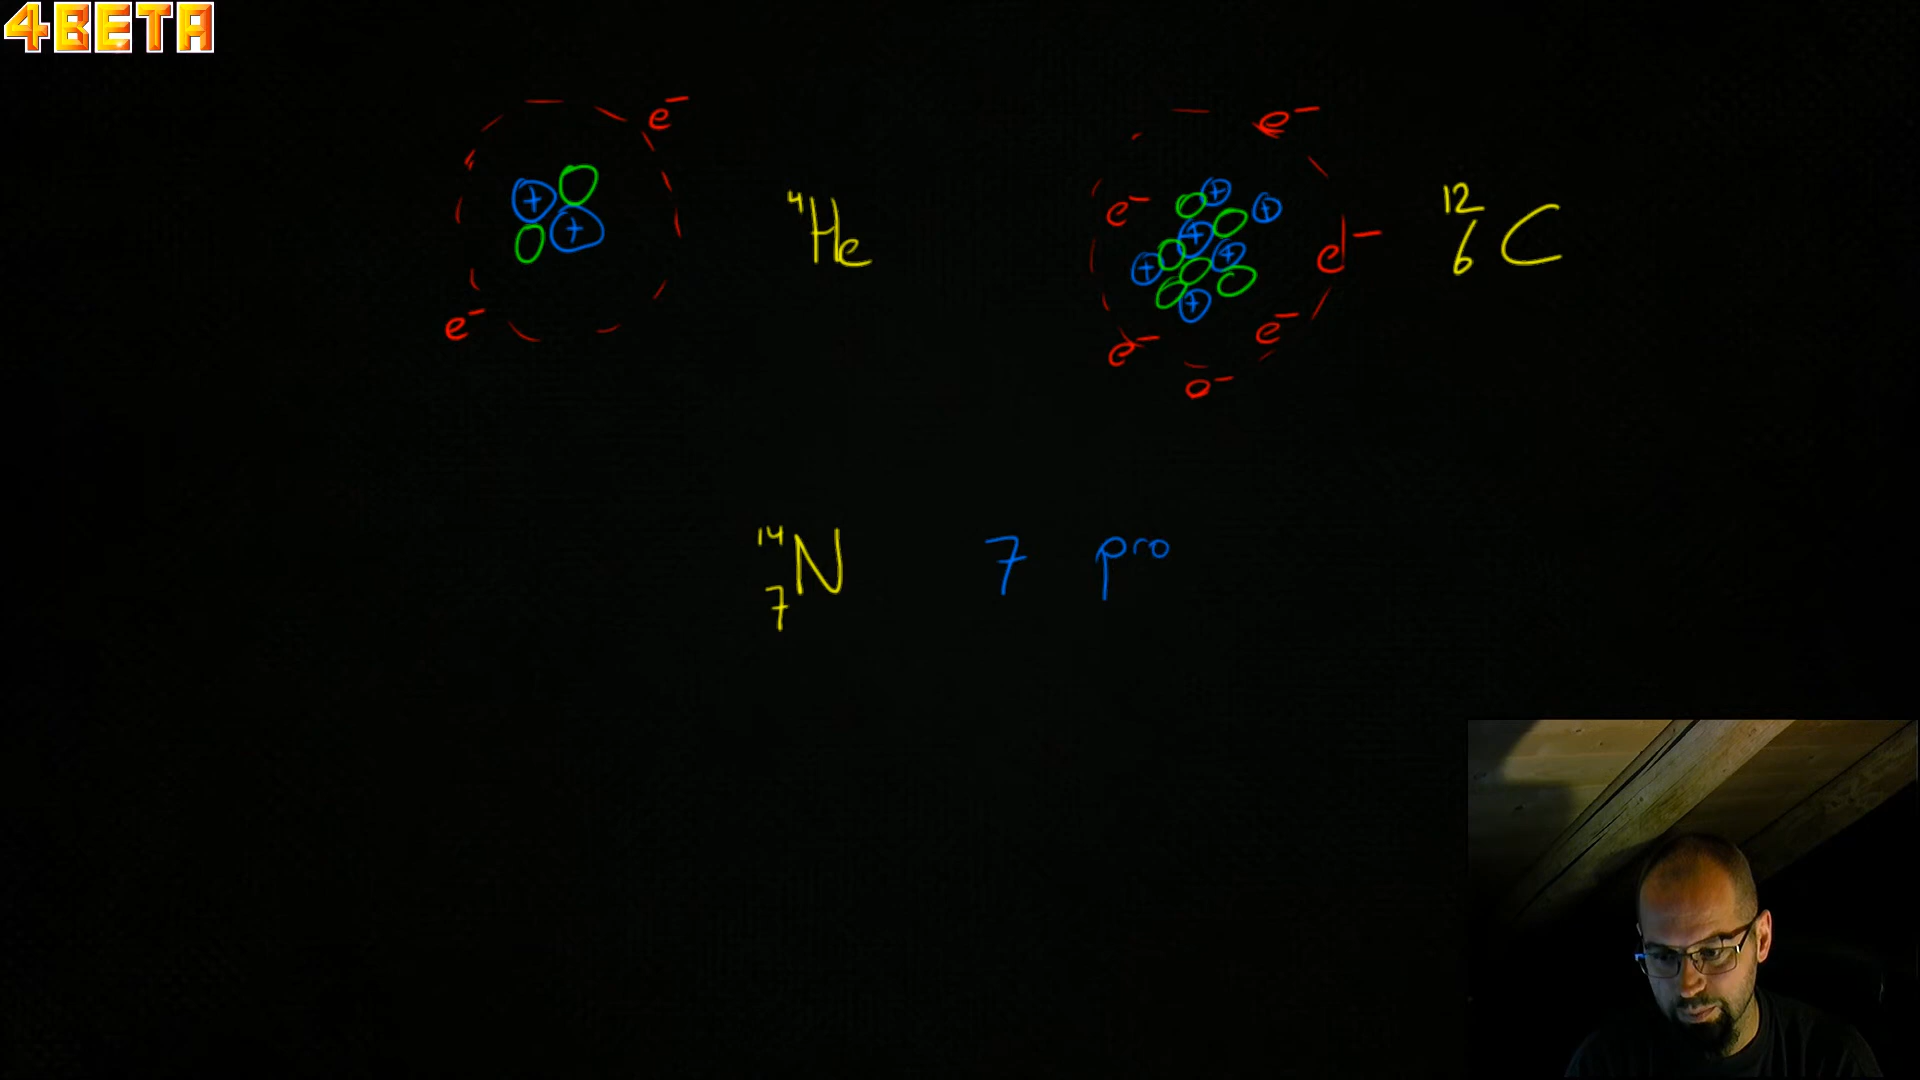 4BETA
e⁻ e⁻
⁴He e⁻ ¹²₆C
+ + + + + + + +
e⁻
e⁻ e⁻ e⁻
e⁻
¹⁴₇N 7 pro